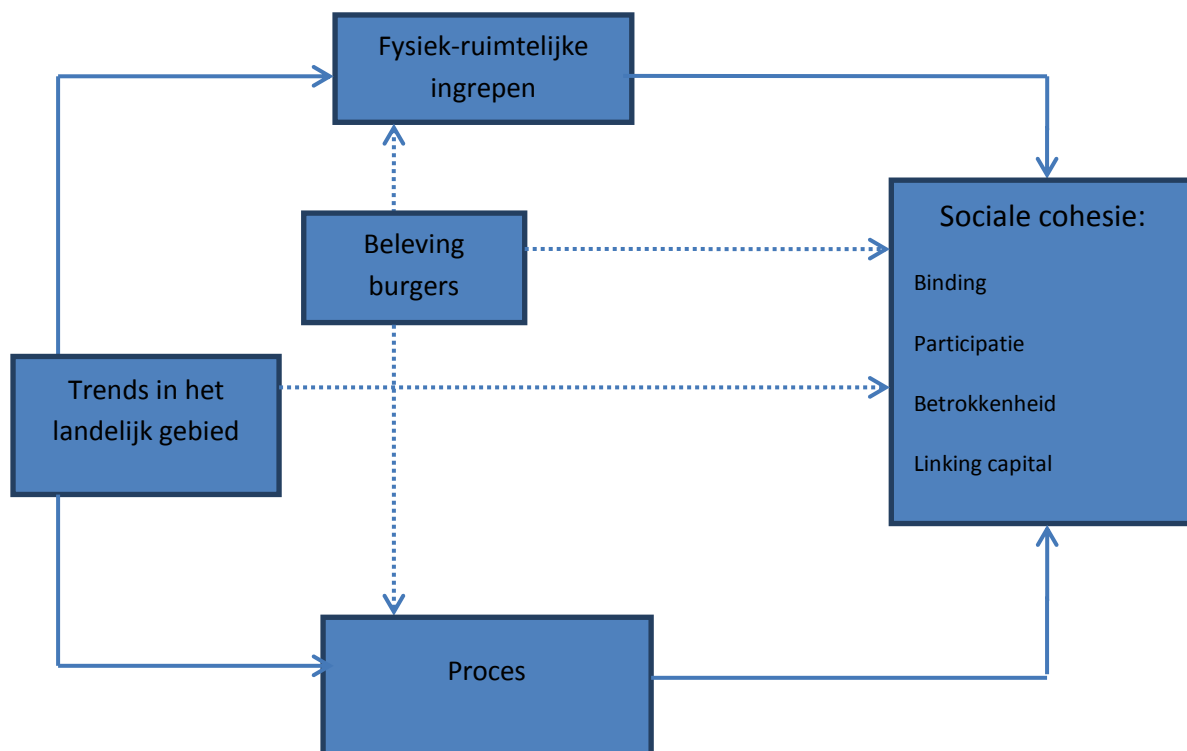 Fysiek-ruimtelijke
ingrepen
Beleving
burgers
Trends in het
landelijk gebied
Sociale cohesie:
Binding
Participatie
Betrokkenheid
Linking capital
Proces